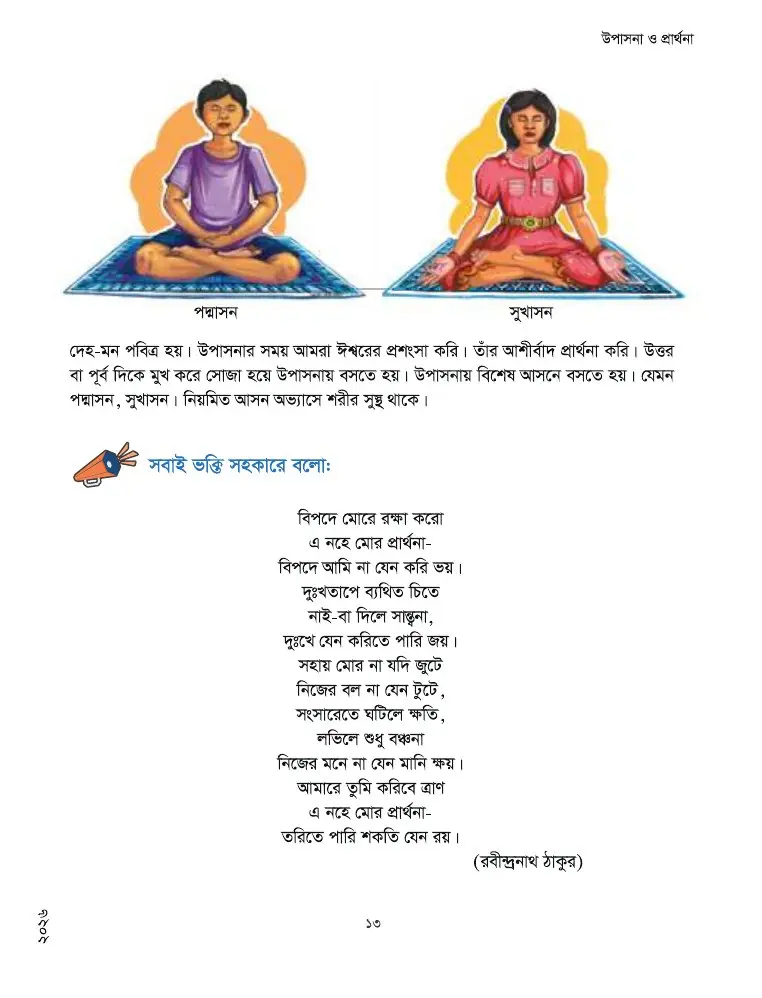 উপাসনা ও প্রার্থনা
পদ্মাসন
সুখাসন
দেহ-মন পবিত্র হয়। উপাসনার সময় আমরা ঈশ্বরের প্রশংসা করি। তাঁর আশীর্বাদ প্রার্থনা করি। উত্তর
বা পূর্ব দিকে মুখ করে সোজা হয়ে উপাসনায় বসতে হয়। উপাসনায় বিশেষ আসনে বসতে হয়। যেমন
পদ্মাসন, সুখাসন। নিয়মিত আসন অভ্যাসে শরীর সুস্থ থাকে।
সবাই ভক্তি সহকারে বলো:
বিপদে মোরে রক্ষা করো
এ নহে মোর প্রার্থনা-
বিপদে আমি না যেন করি ভয়।
দুঃখতাপে ব্যথিত চিতে
নাই-বা দিলে সান্ত্বনা,
দুঃখে যেন করিতে পারি জয়।
সহায় মোর না যদি জুটে
নিজের বল না যেন টুটে,
সংসারেতে ঘটিলে ক্ষতি,
লভিলে শুধু বঞ্চনা
নিজের মনে না যেন মানি ক্ষয়।
আমারে তুমি করিবে ত্রাণ
এ নহে মোর প্রার্থনা-
তরিতে পারি শকতি যেন রয়।
(রবীন্দ্রনাথ ঠাকুর)
১৩
২০২৬